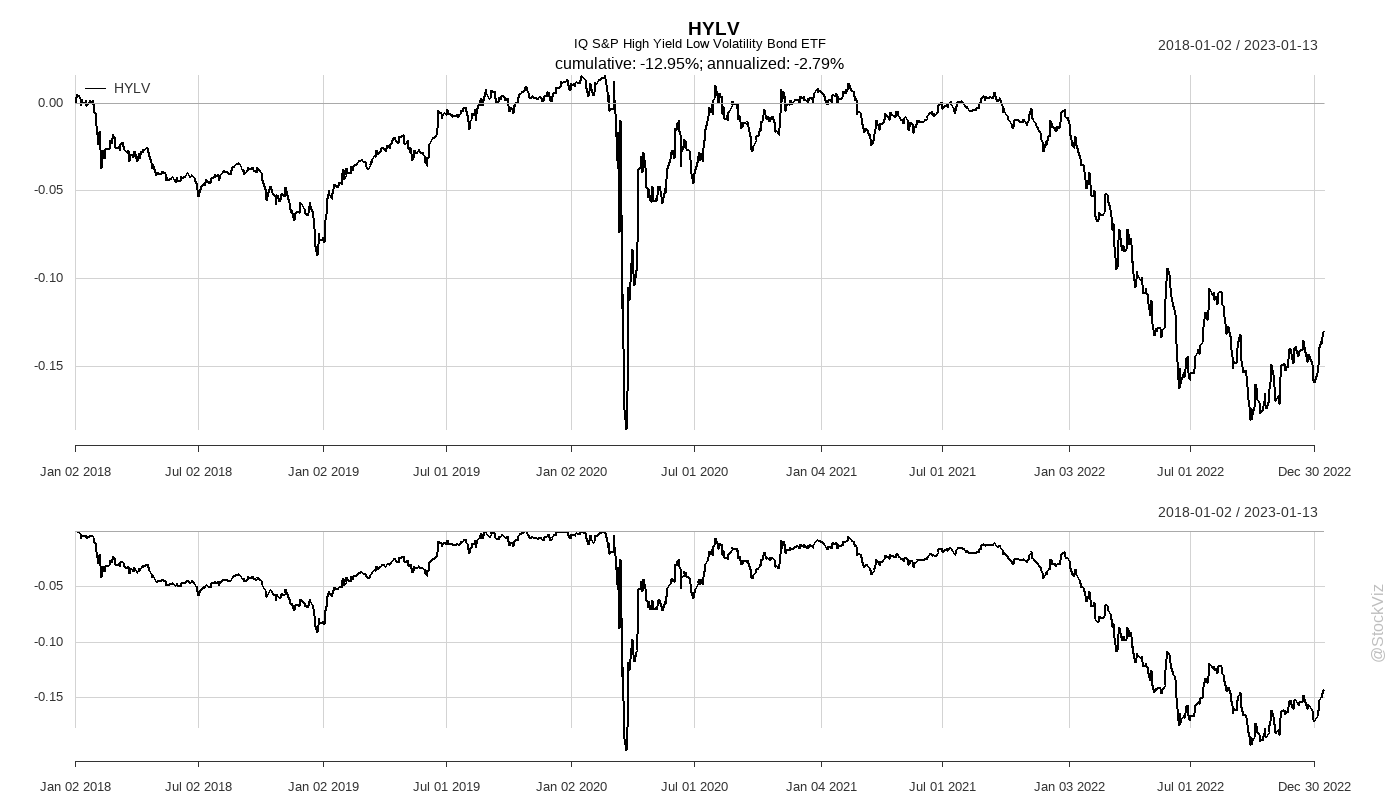 HYLV
IQ S&P High Yield Low Volatility Bond ETF
2018-01-02 / 2023-01-13
cumulative: -12.95%; annualized: -2.79%
HYLV
0.00
-0.05
-0.10
-0.15
Jan 02 2018 Jul 02 2018 Jan 02 2019 Jul 01 2019 Jan 02 2020 Jul 01 2020 Jan 04 2021 Jul 01 2021 Jan 03 2022 Jul 01 2022 Dec 30 2022
2018-01-02 / 2023-01-13
-0.05
-0.10
-0.15
Jan 02 2018 Jul 02 2018 Jan 02 2019 Jul 01 2019 Jan 02 2020 Jul 01 2020 Jan 04 2021 Jul 01 2021 Jan 03 2022 Jul 01 2022 Dec 30 2022
@StockViz